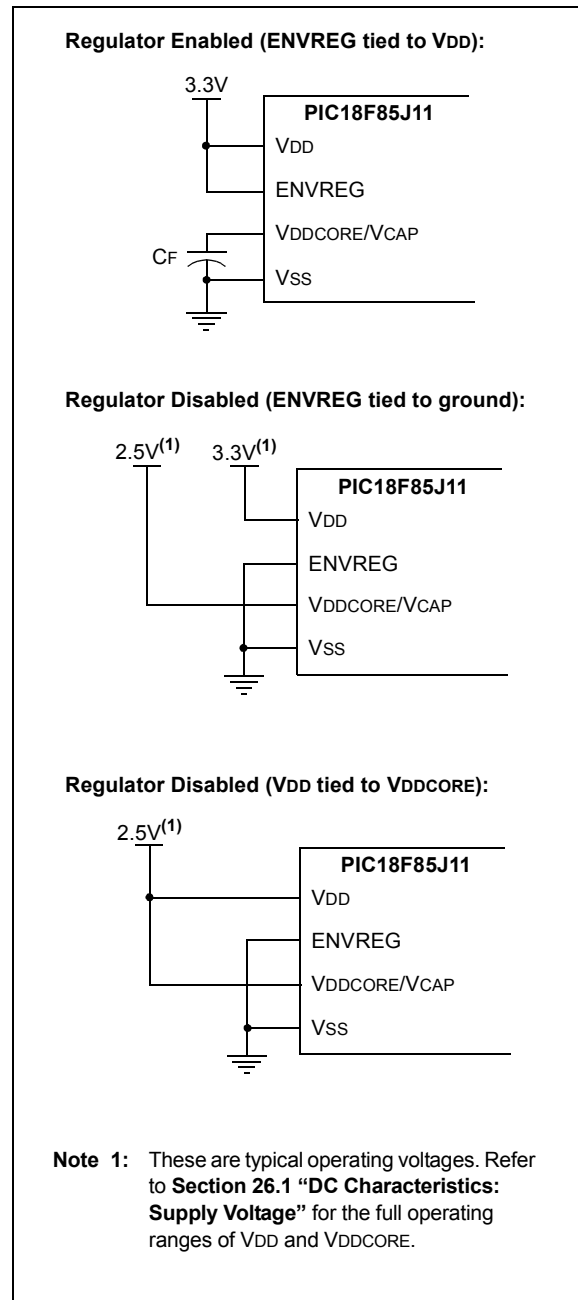 Regulator Enabled (ENVREG tied to VDD):
3.3V
PIC18F85J11
VDD
ENVREG
VDDCORE/VCAP
CF
VSS
Regulator Disabled (ENVREG tied to ground):
2.5V(1) 3.3V(1)
PIC18F85J11
VDD
ENVREG
VDDCORE/VCAP
VSS
Regulator Disabled (VDD tied to VDDCORE):
2.5V(1)
PIC18F85J11
VDD
ENVREG
VDDCORE/VCAP
VSS
Note 1: These are typical operating voltages. Refer
to Section 26.1 “DC Characteristics:
Supply Voltage” for the full operating
ranges of VDD and VDDCORE.